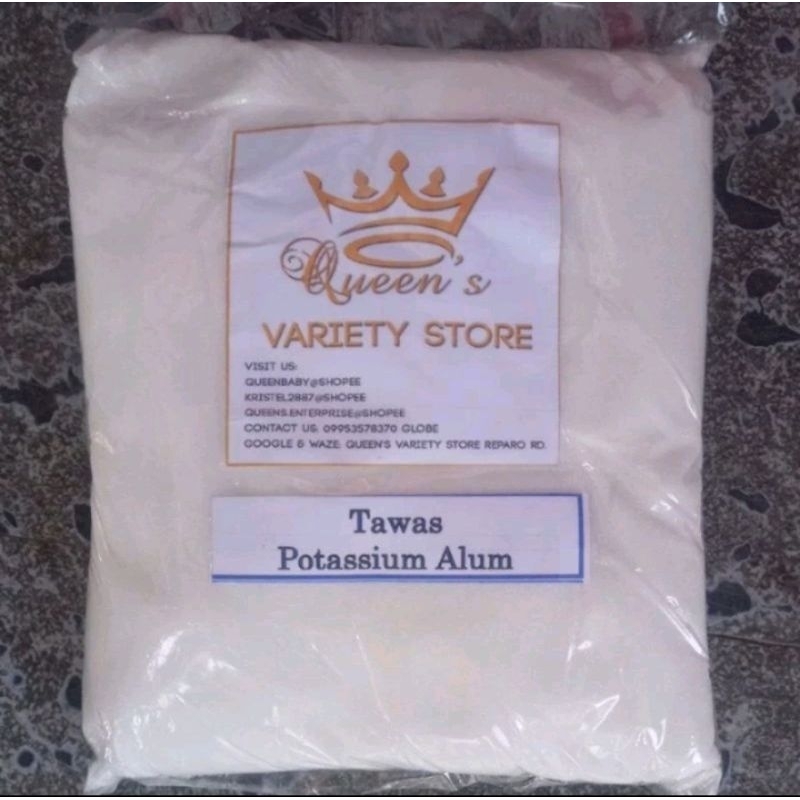 Queen's
VARIETY STORE
VISIT US:
QUEENBABY@SHOPEE
KRISTEL2887@SHOPEE
QUEENS.ENTERPRISE@SHOPEE
CONTACT US: 09953578370 GLOBE
GOOGLE & WAZE: QUEEN'S VARIETY STORE REPARO RD.
Tawas
Potassium Alum